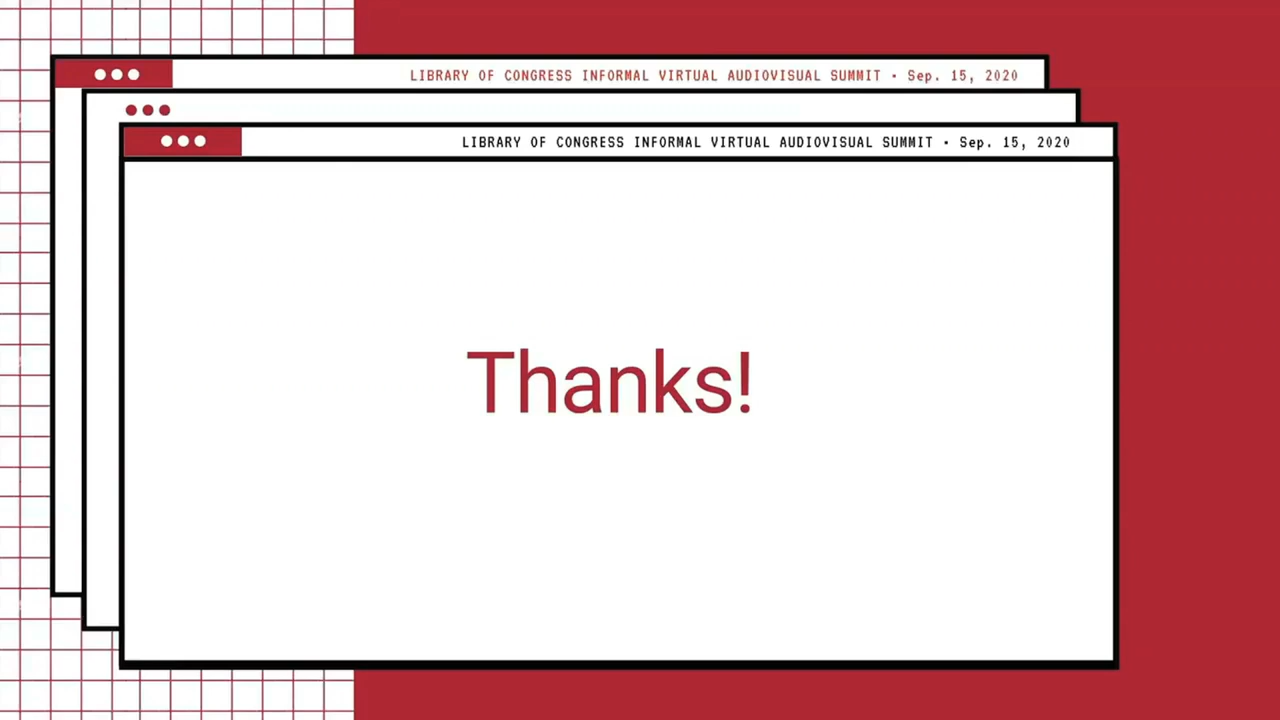 LIBRARY OF CONGRESS INFORMAL VIRTUAL AUDIOVISUAL SUMMIT · Sep. 15, 2020
LIBRARY OF CONGRESS INFORMAL VIRTUAL AUDIOVISUAL SUMMIT · Sep. 15, 2020
Thanks!